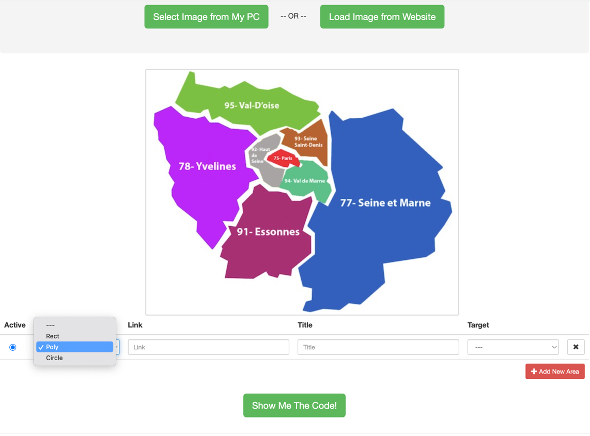 Select Image from My PC -- OR -- Load Image from Website
95- Val-D'oise
93- Seine
Saint-Denis
92- Haut
de
Seine
75- Paris
78- Yvelines
94- Val de Marne
77- Seine et Marne
91- Essonnes
Active Link Title Target
---
Rect
Poly
Circle
Link Title ---
Add New Area
Show Me The Code!